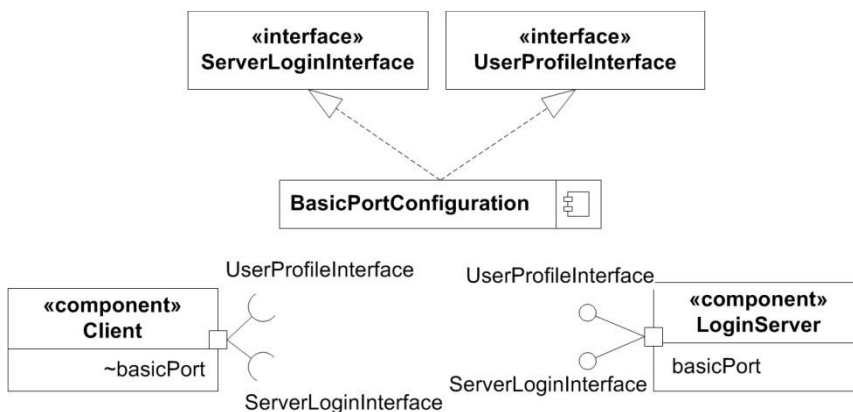 «interface»
ServerLoginInterface
«interface»
UserProfileInterface
BasicPortConfiguration
UserProfileInterface
«component»
Client
~basicPort
ServerLoginInterface
UserProfileInterface
«component»
LoginServer
basicPort
ServerLoginInterface